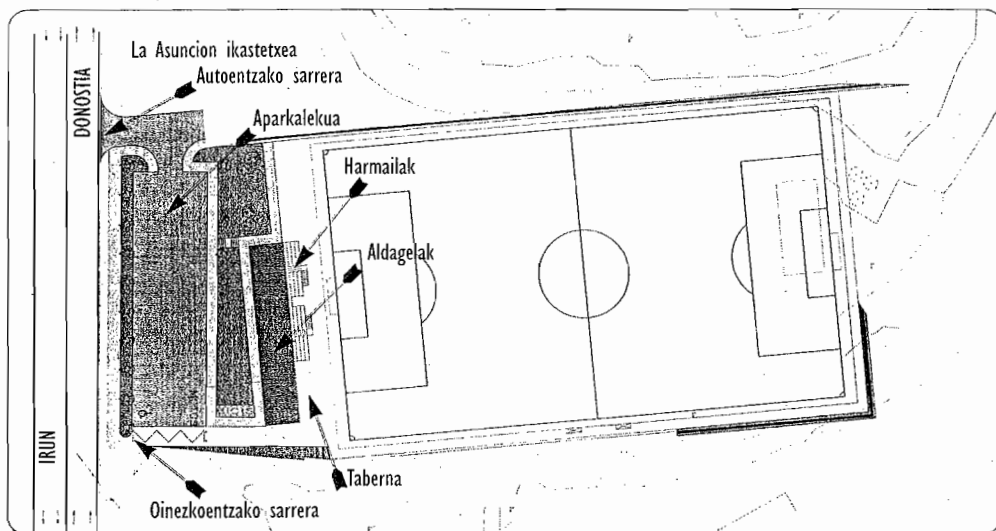 La Asuncion ikastetxea
Autoentzako sarrera
DONOSTIA
Aparkalekua
Harmailak
Aldagelak
IRUN
Taberna
Oinezkoentzako sarrera